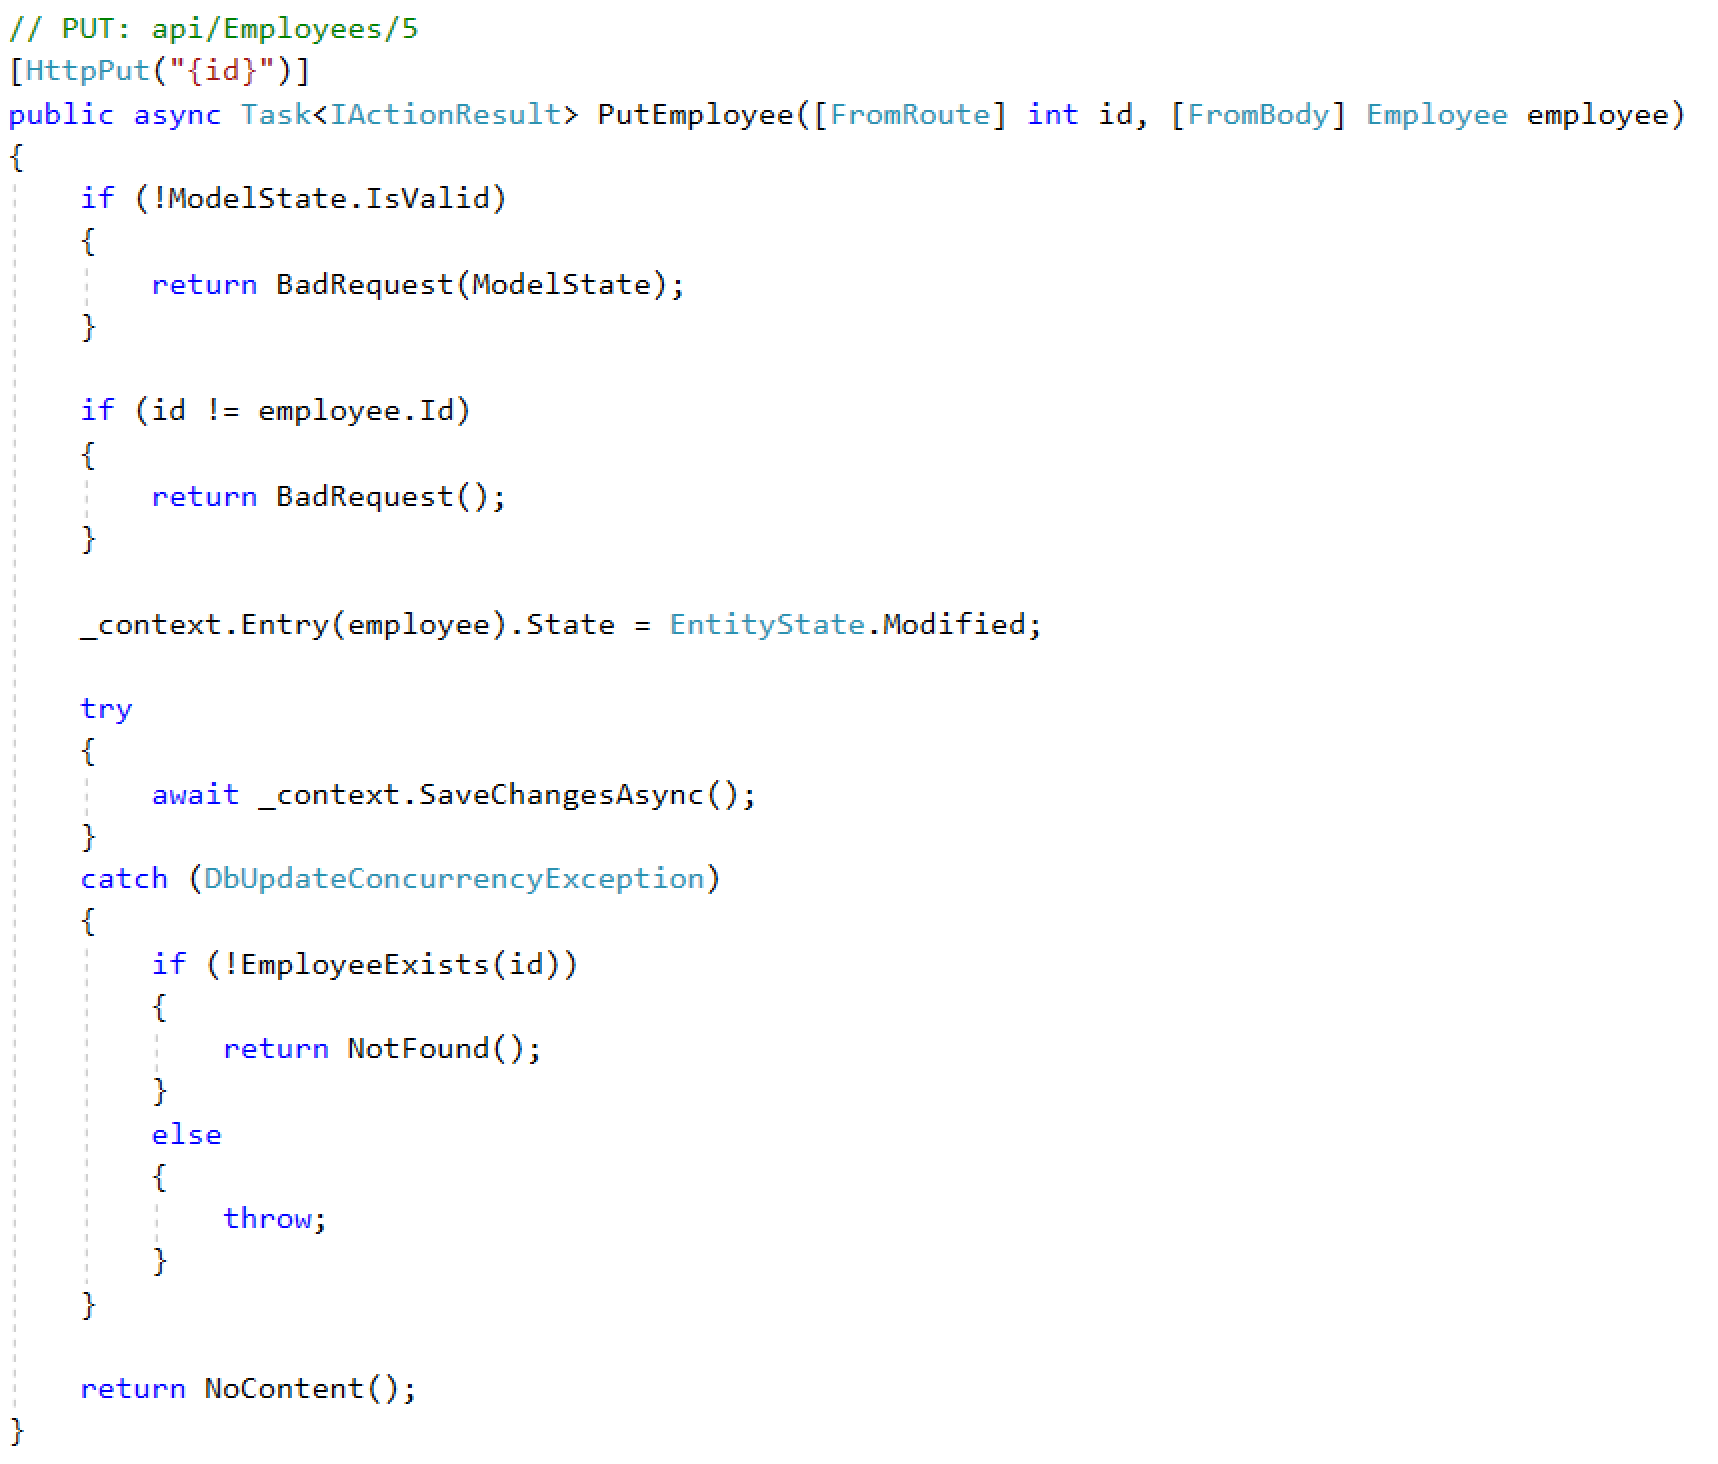 // PUT: api/Employees/5
[HttpPut("{id}")]
public async Task<IActionResult> PutEmployee([FromRoute] int id, [FromBody] Employee employee)
{
    if (!ModelState.IsValid)
    {
        return BadRequest(ModelState);
    }

    if (id != employee.Id)
    {
        return BadRequest();
    }

    _context.Entry(employee).State = EntityState.Modified;

    try
    {
        await _context.SaveChangesAsync();
    }
    catch (DbUpdateConcurrencyException)
    {
        if (!EmployeeExists(id))
        {
            return NotFound();
        }
        else
        {
            throw;
        }
    }

    return NoContent();
}